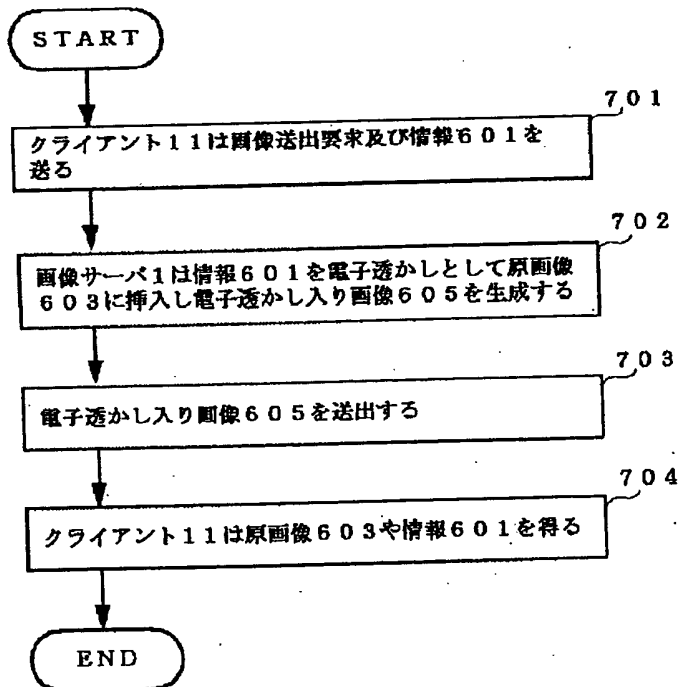 START
701
クライアント11は画像送出要求及び情報601を
送る
702
画像サーバ1は情報601を電子透かしとして原画像
603に挿入し電子透かし入り画像605を生成する
703
電子透かし入り画像605を送出する
704
クライアント11は原画像603や情報601を得る
END